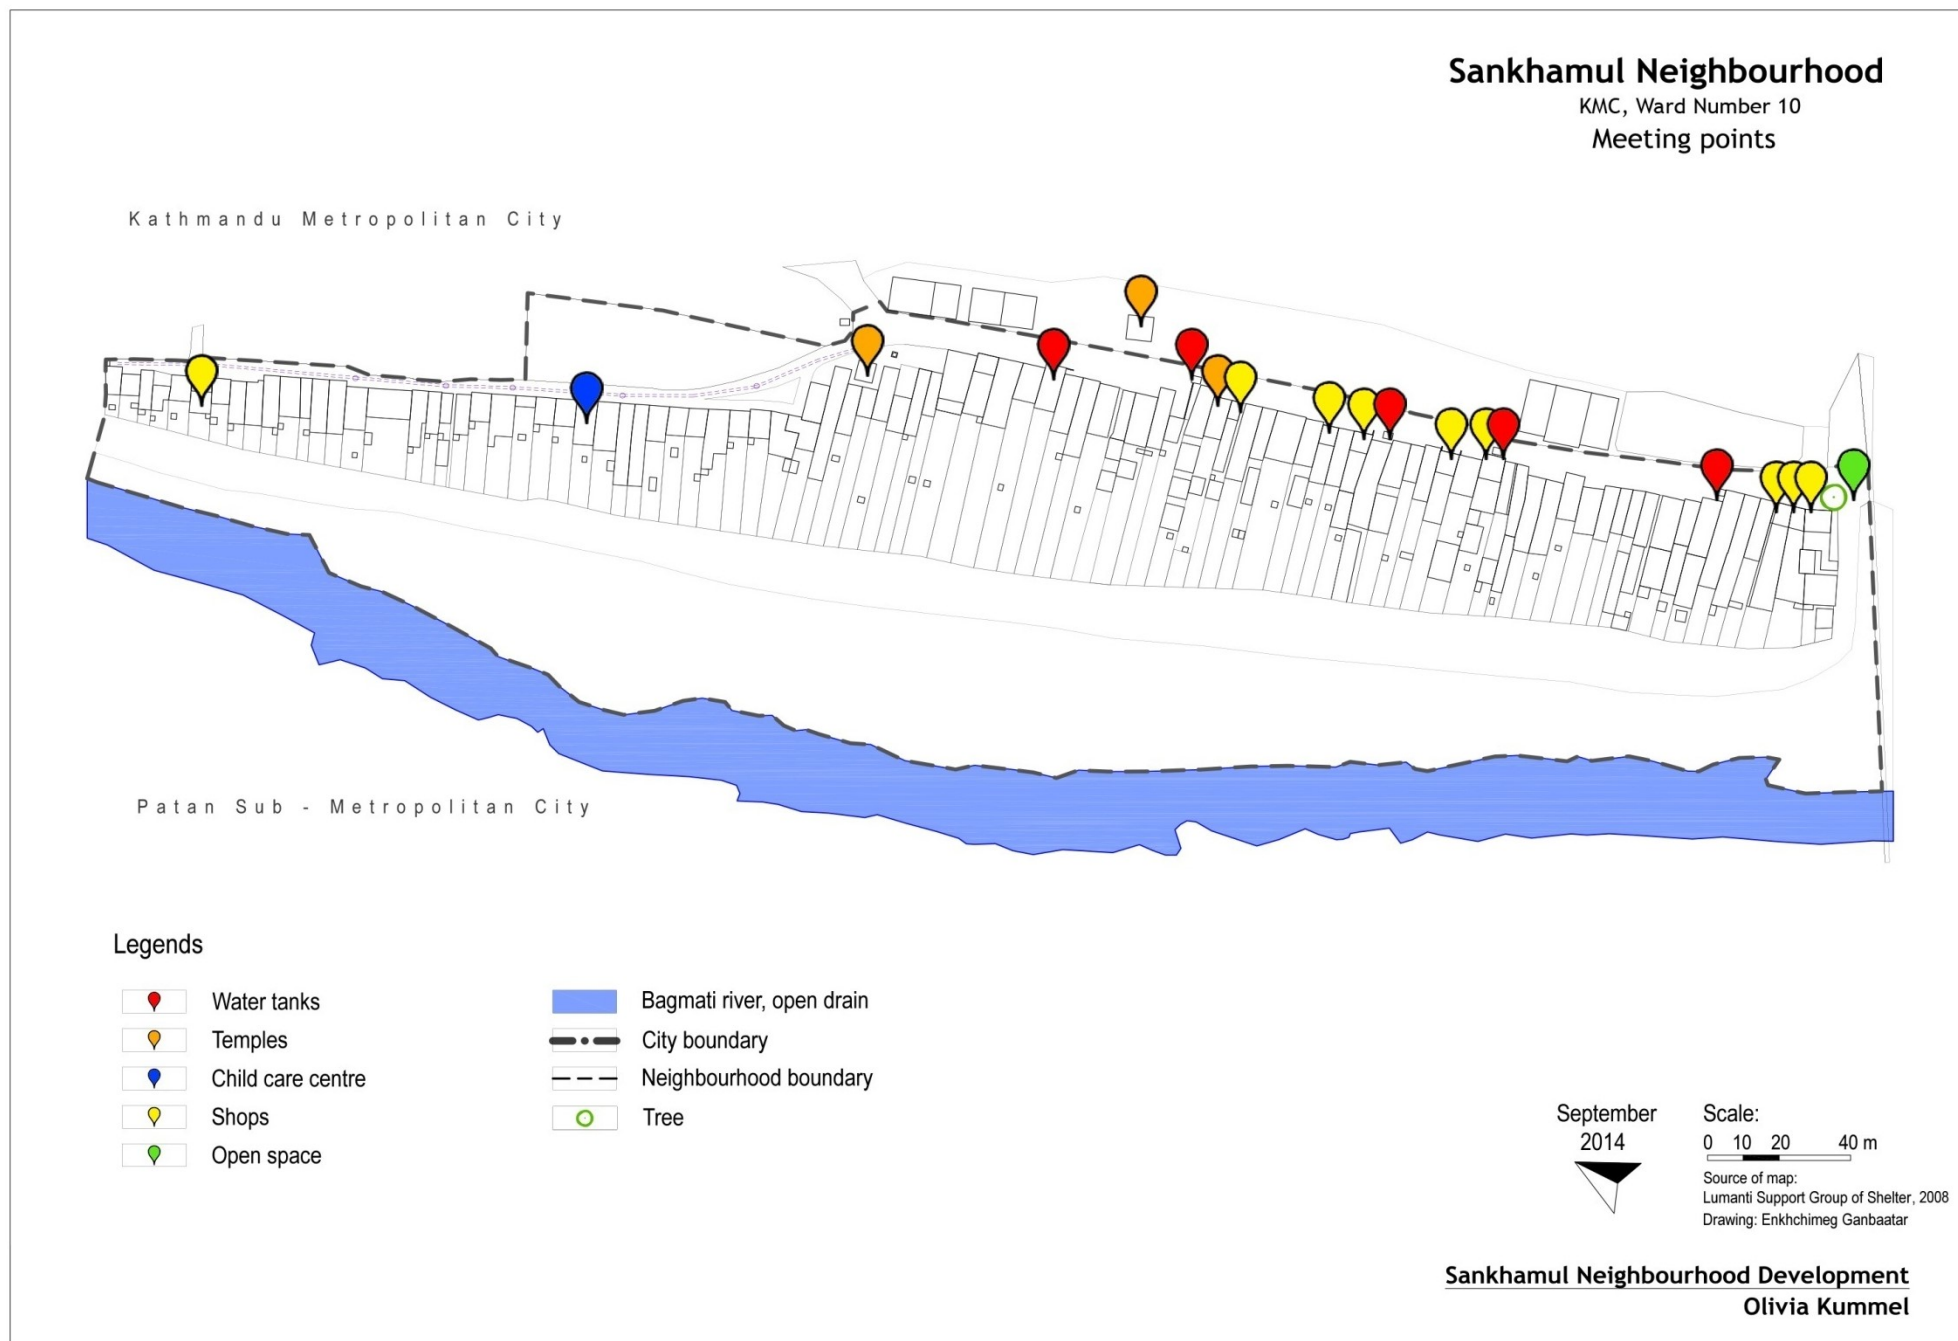 Sankhamul Neighbourhood
KMC, Ward Number 10
Meeting points
Kathmandu Metropolitan City
Patan Sub - Metropolitan City
Legends
Water tanks
Temples
Child care centre
Shops
Open space
Bagmati river, open drain
City boundary
Neighbourhood boundary
Tree
September
2014
Scale:
0 10 20 40 m
Source of map:
Lumanti Support Group of Shelter, 2008
Drawing: Enkhchimeg Ganbaatar
Sankhamul Neighbourhood Development
Olivia Kummel